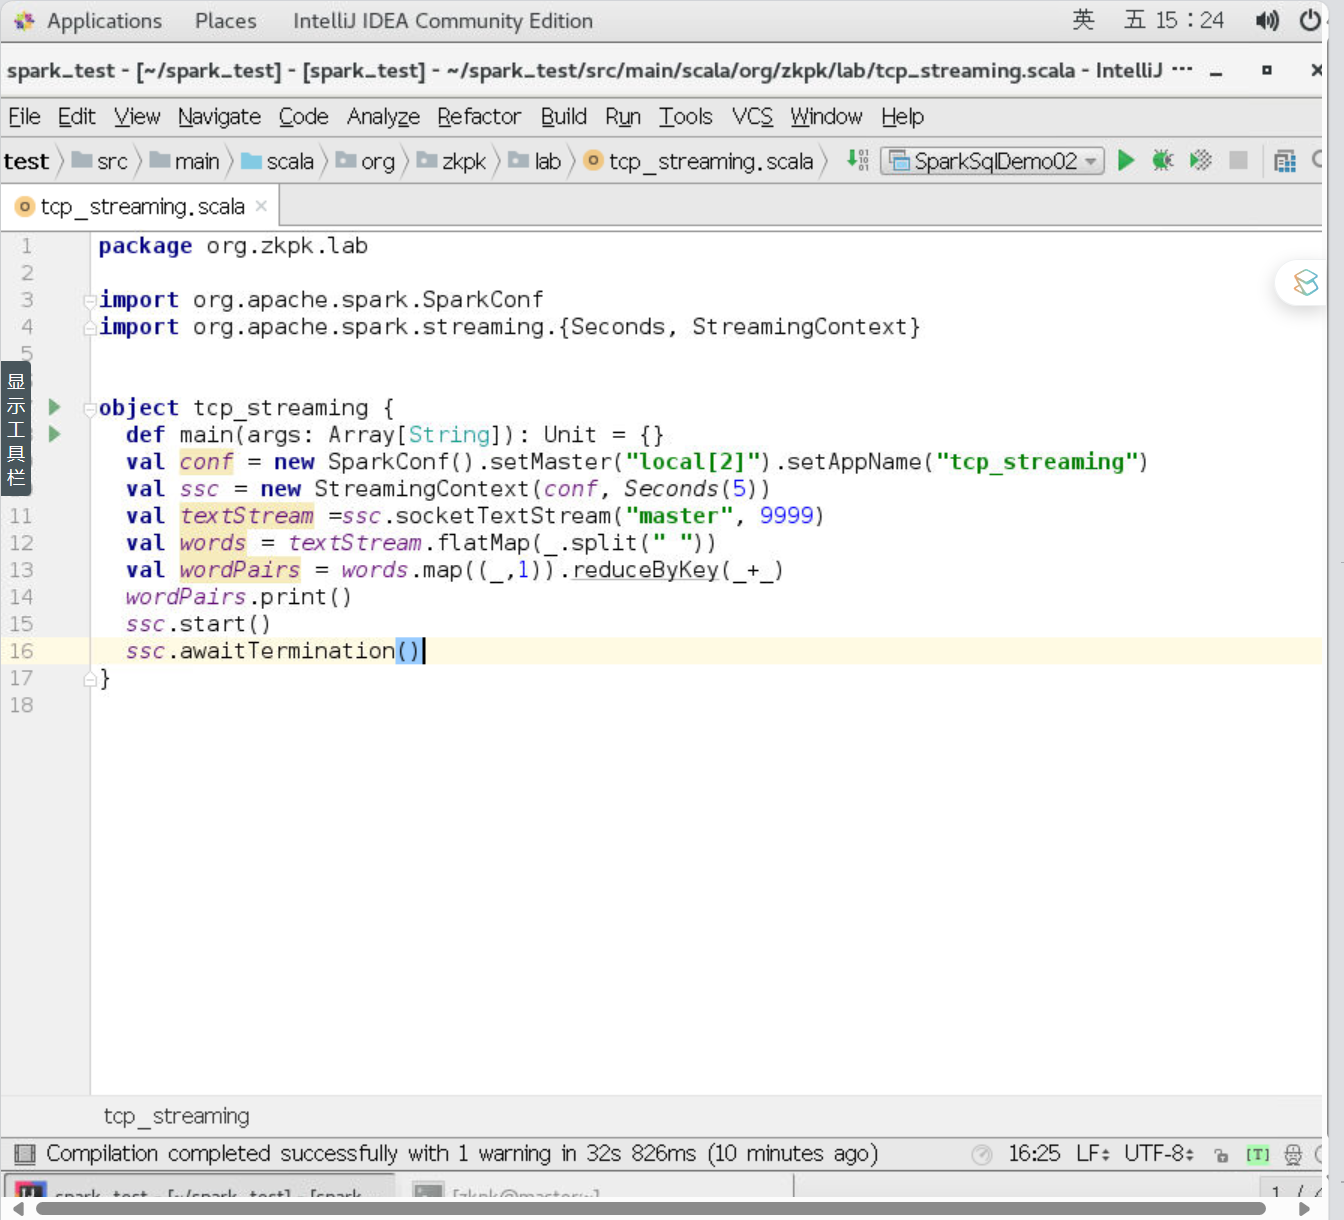 Applications Places IntelliJ IDEA Community Edition 英 五 15：24
spark_test - [~/spark_test] - [spark_test] - ~/spark_test/src/main/scala/org/zkpk/lab/tcp_streaming.scala - IntelliJ ···
File Edit View Navigate Code Analyze Refactor Build Run Tools VCS Window Help
test src main scala org zkpk lab tcp_streaming.scala SparkSqlDemo02
tcp_streaming.scala
1 package org.zkpk.lab
2
3 import org.apache.spark.SparkConf
4 import org.apache.spark.streaming.{Seconds, StreamingContext}
5
显示工具栏
object tcp_streaming {
def main(args: Array[String]): Unit = {}
val conf = new SparkConf().setMaster("local[2]").setAppName("tcp_streaming")
val ssc = new StreamingContext(conf, Seconds(5))
11 val textStream =ssc.socketTextStream("master", 9999)
12 val words = textStream.flatMap(_.split(" "))
13 val wordPairs = words.map((_,1)).reduceByKey(_+_)
14 wordPairs.print()
15 ssc.start()
16 ssc.awaitTermination()
17 }
18
tcp_streaming
Compilation completed successfully with 1 warning in 32s 826ms (10 minutes ago) 16:25 LF UTF-8 [T]
spark_test - [~/spark_test] - [spark... [zkpk@master:~] 1 /